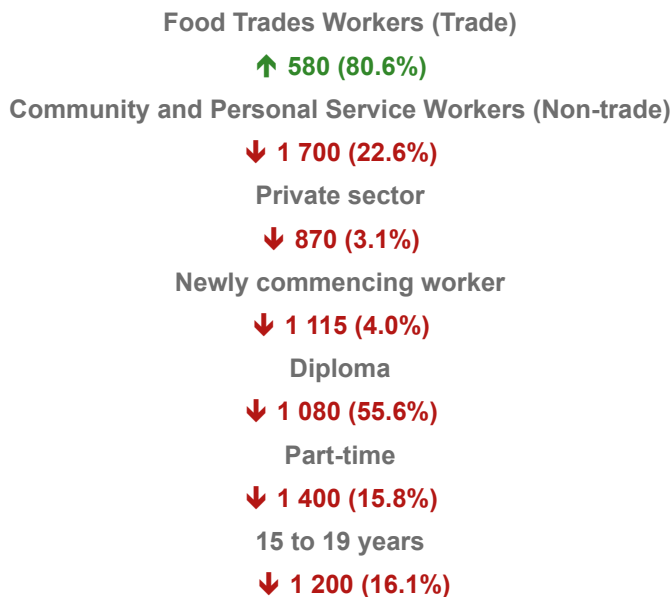 Food Trades Workers (Trade)
↑ 580 (80.6%)
Community and Personal Service Workers (Non-trade)
↓ 1 700 (22.6%)
Private sector
↓ 870 (3.1%)
Newly commencing worker
↓ 1 115 (4.0%)
Diploma
↓ 1 080 (55.6%)
Part-time
↓ 1 400 (15.8%)
15 to 19 years
↓ 1 200 (16.1%)